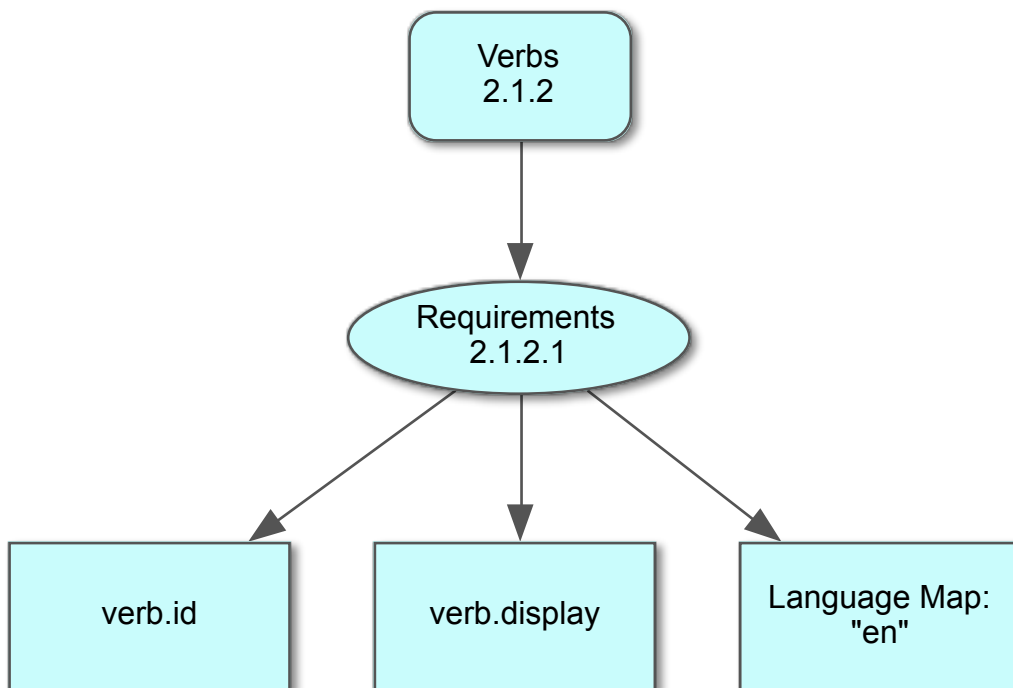 Verbs
2.1.2
Requirements
2.1.2.1
verb.id
verb.display
Language Map:
"en"